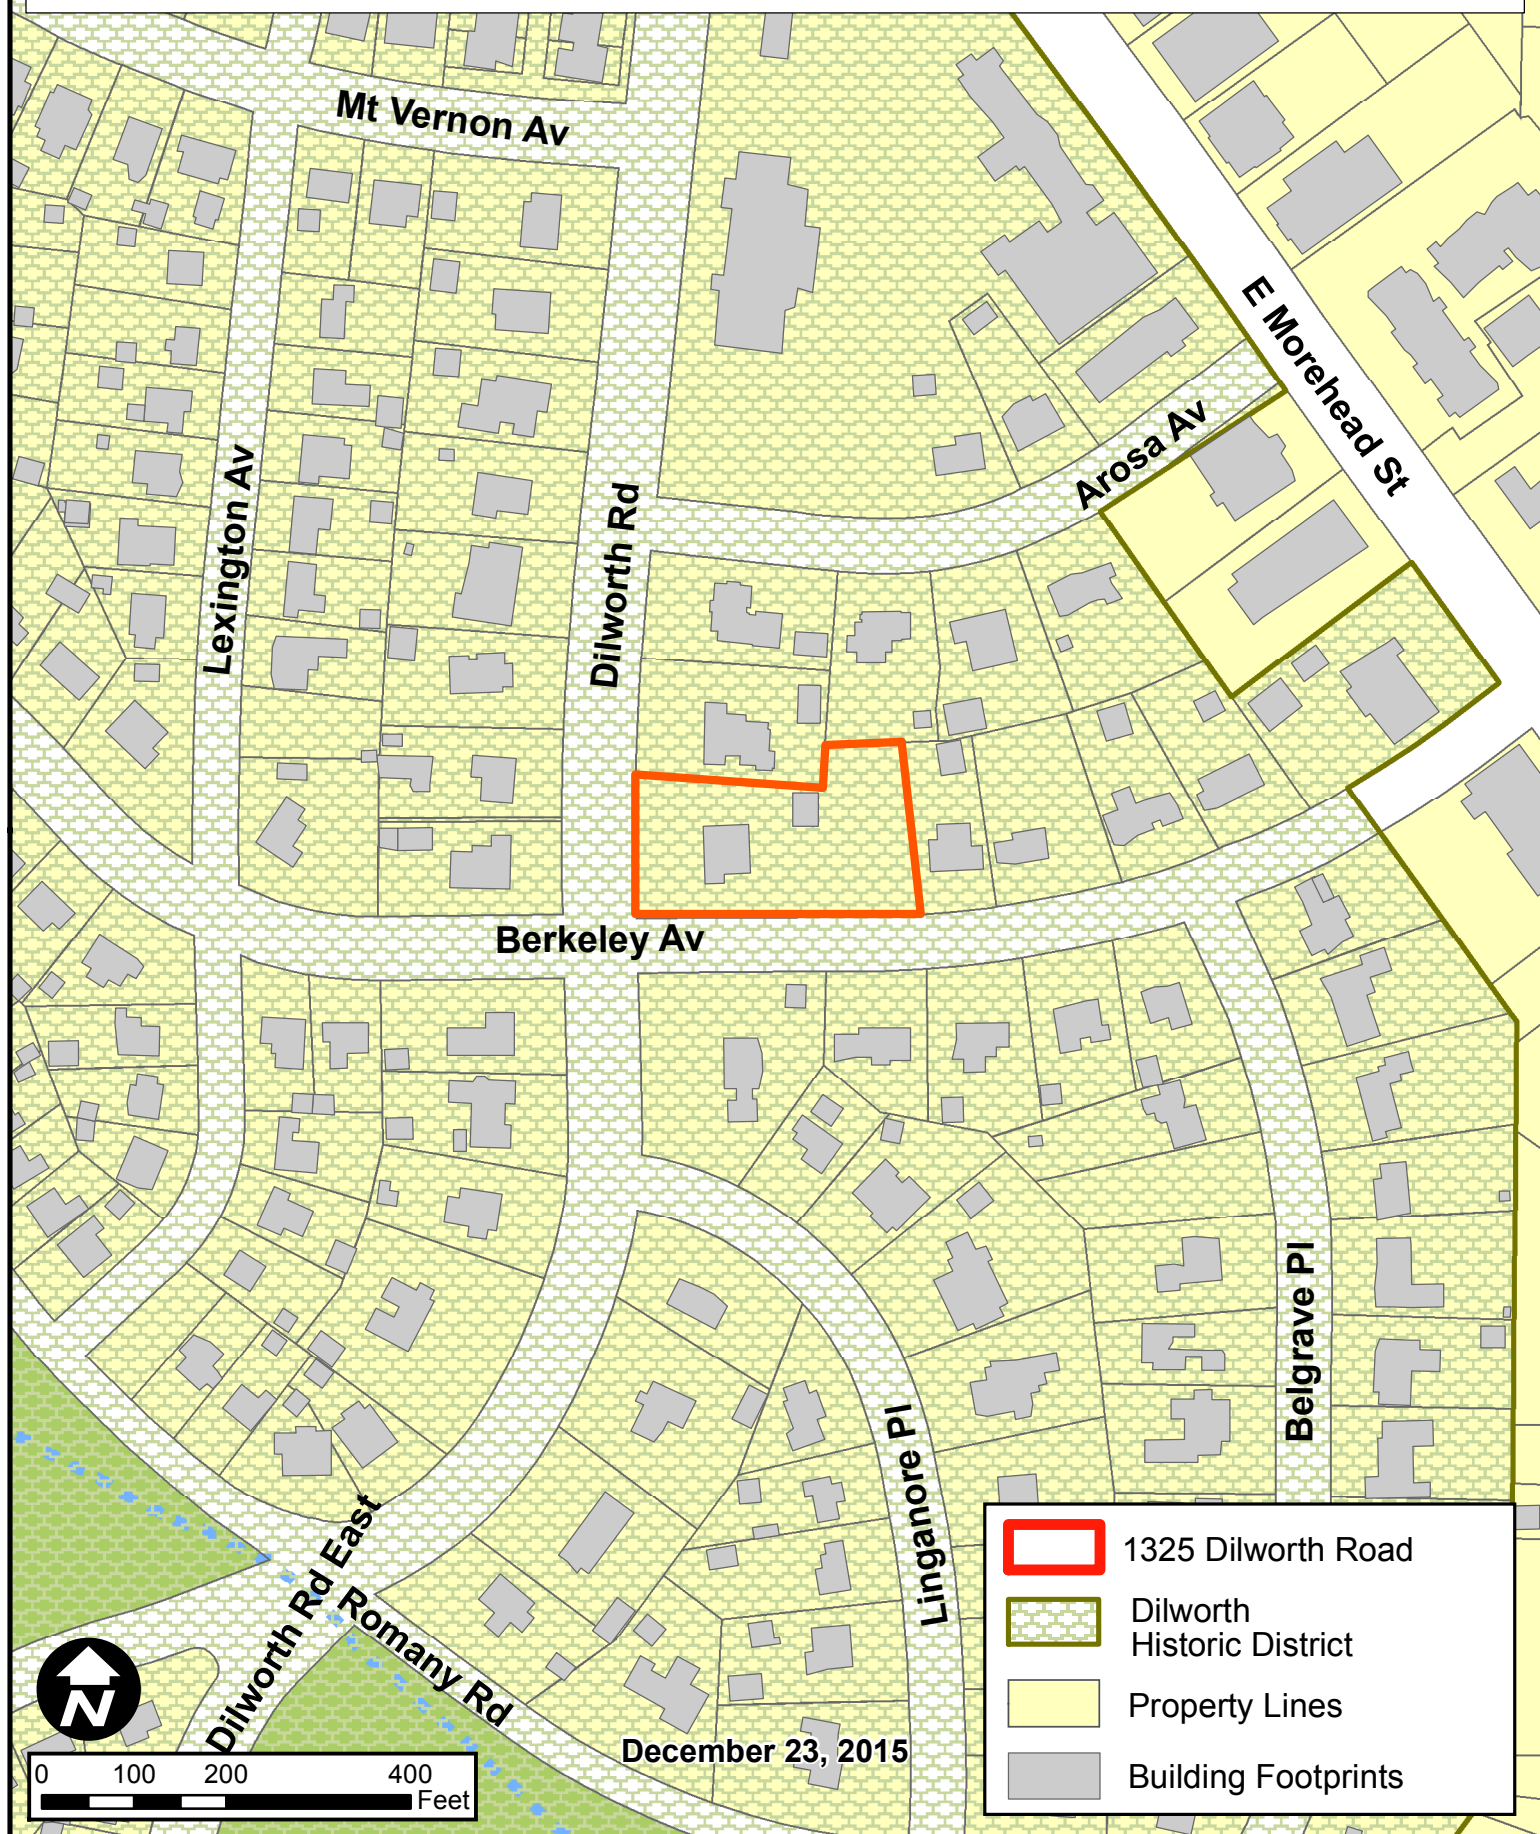 Mt Vernon Av
E Morehead St
Arosa Av
Lexington Av
Dilworth Rd
Berkeley Av
Belgrave Pl
Linganore Pl
Dilworth Rd East
Romany Rd
December 23, 2015
1325 Dilworth Road
Dilworth
Historic District
Property Lines
Building Footprints
N
0 100 200 400
Feet